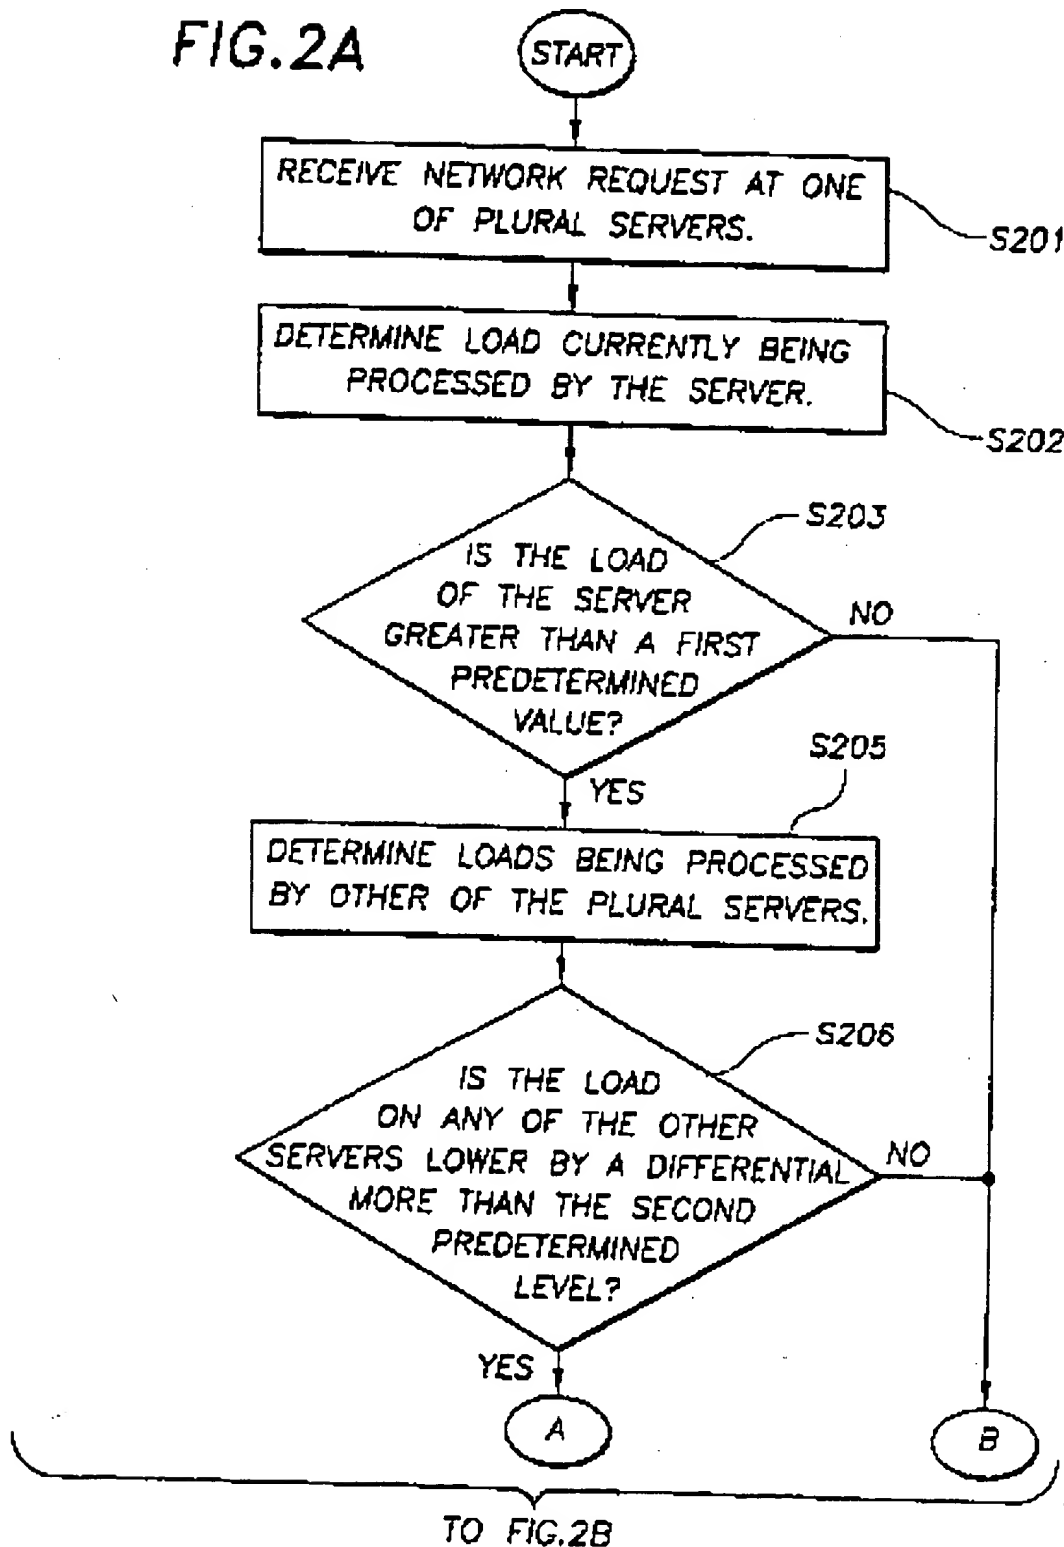 FIG.2A
START
RECEIVE NETWORK REQUEST AT ONE
OF PLURAL SERVERS.
S201
DETERMINE LOAD CURRENTLY BEING
PROCESSED BY THE SERVER.
S202
S203
IS THE LOAD
OF THE SERVER
GREATER THAN A FIRST
PREDETERMINED
VALUE?
NO
YES
S205
DETERMINE LOADS BEING PROCESSED
BY OTHER OF THE PLURAL SERVERS.
S206
IS THE LOAD
ON ANY OF THE OTHER
SERVERS LOWER BY A DIFFERENTIAL
MORE THAN THE SECOND
PREDETERMINED
LEVEL?
NO
YES
A
B
TO FIG.2B